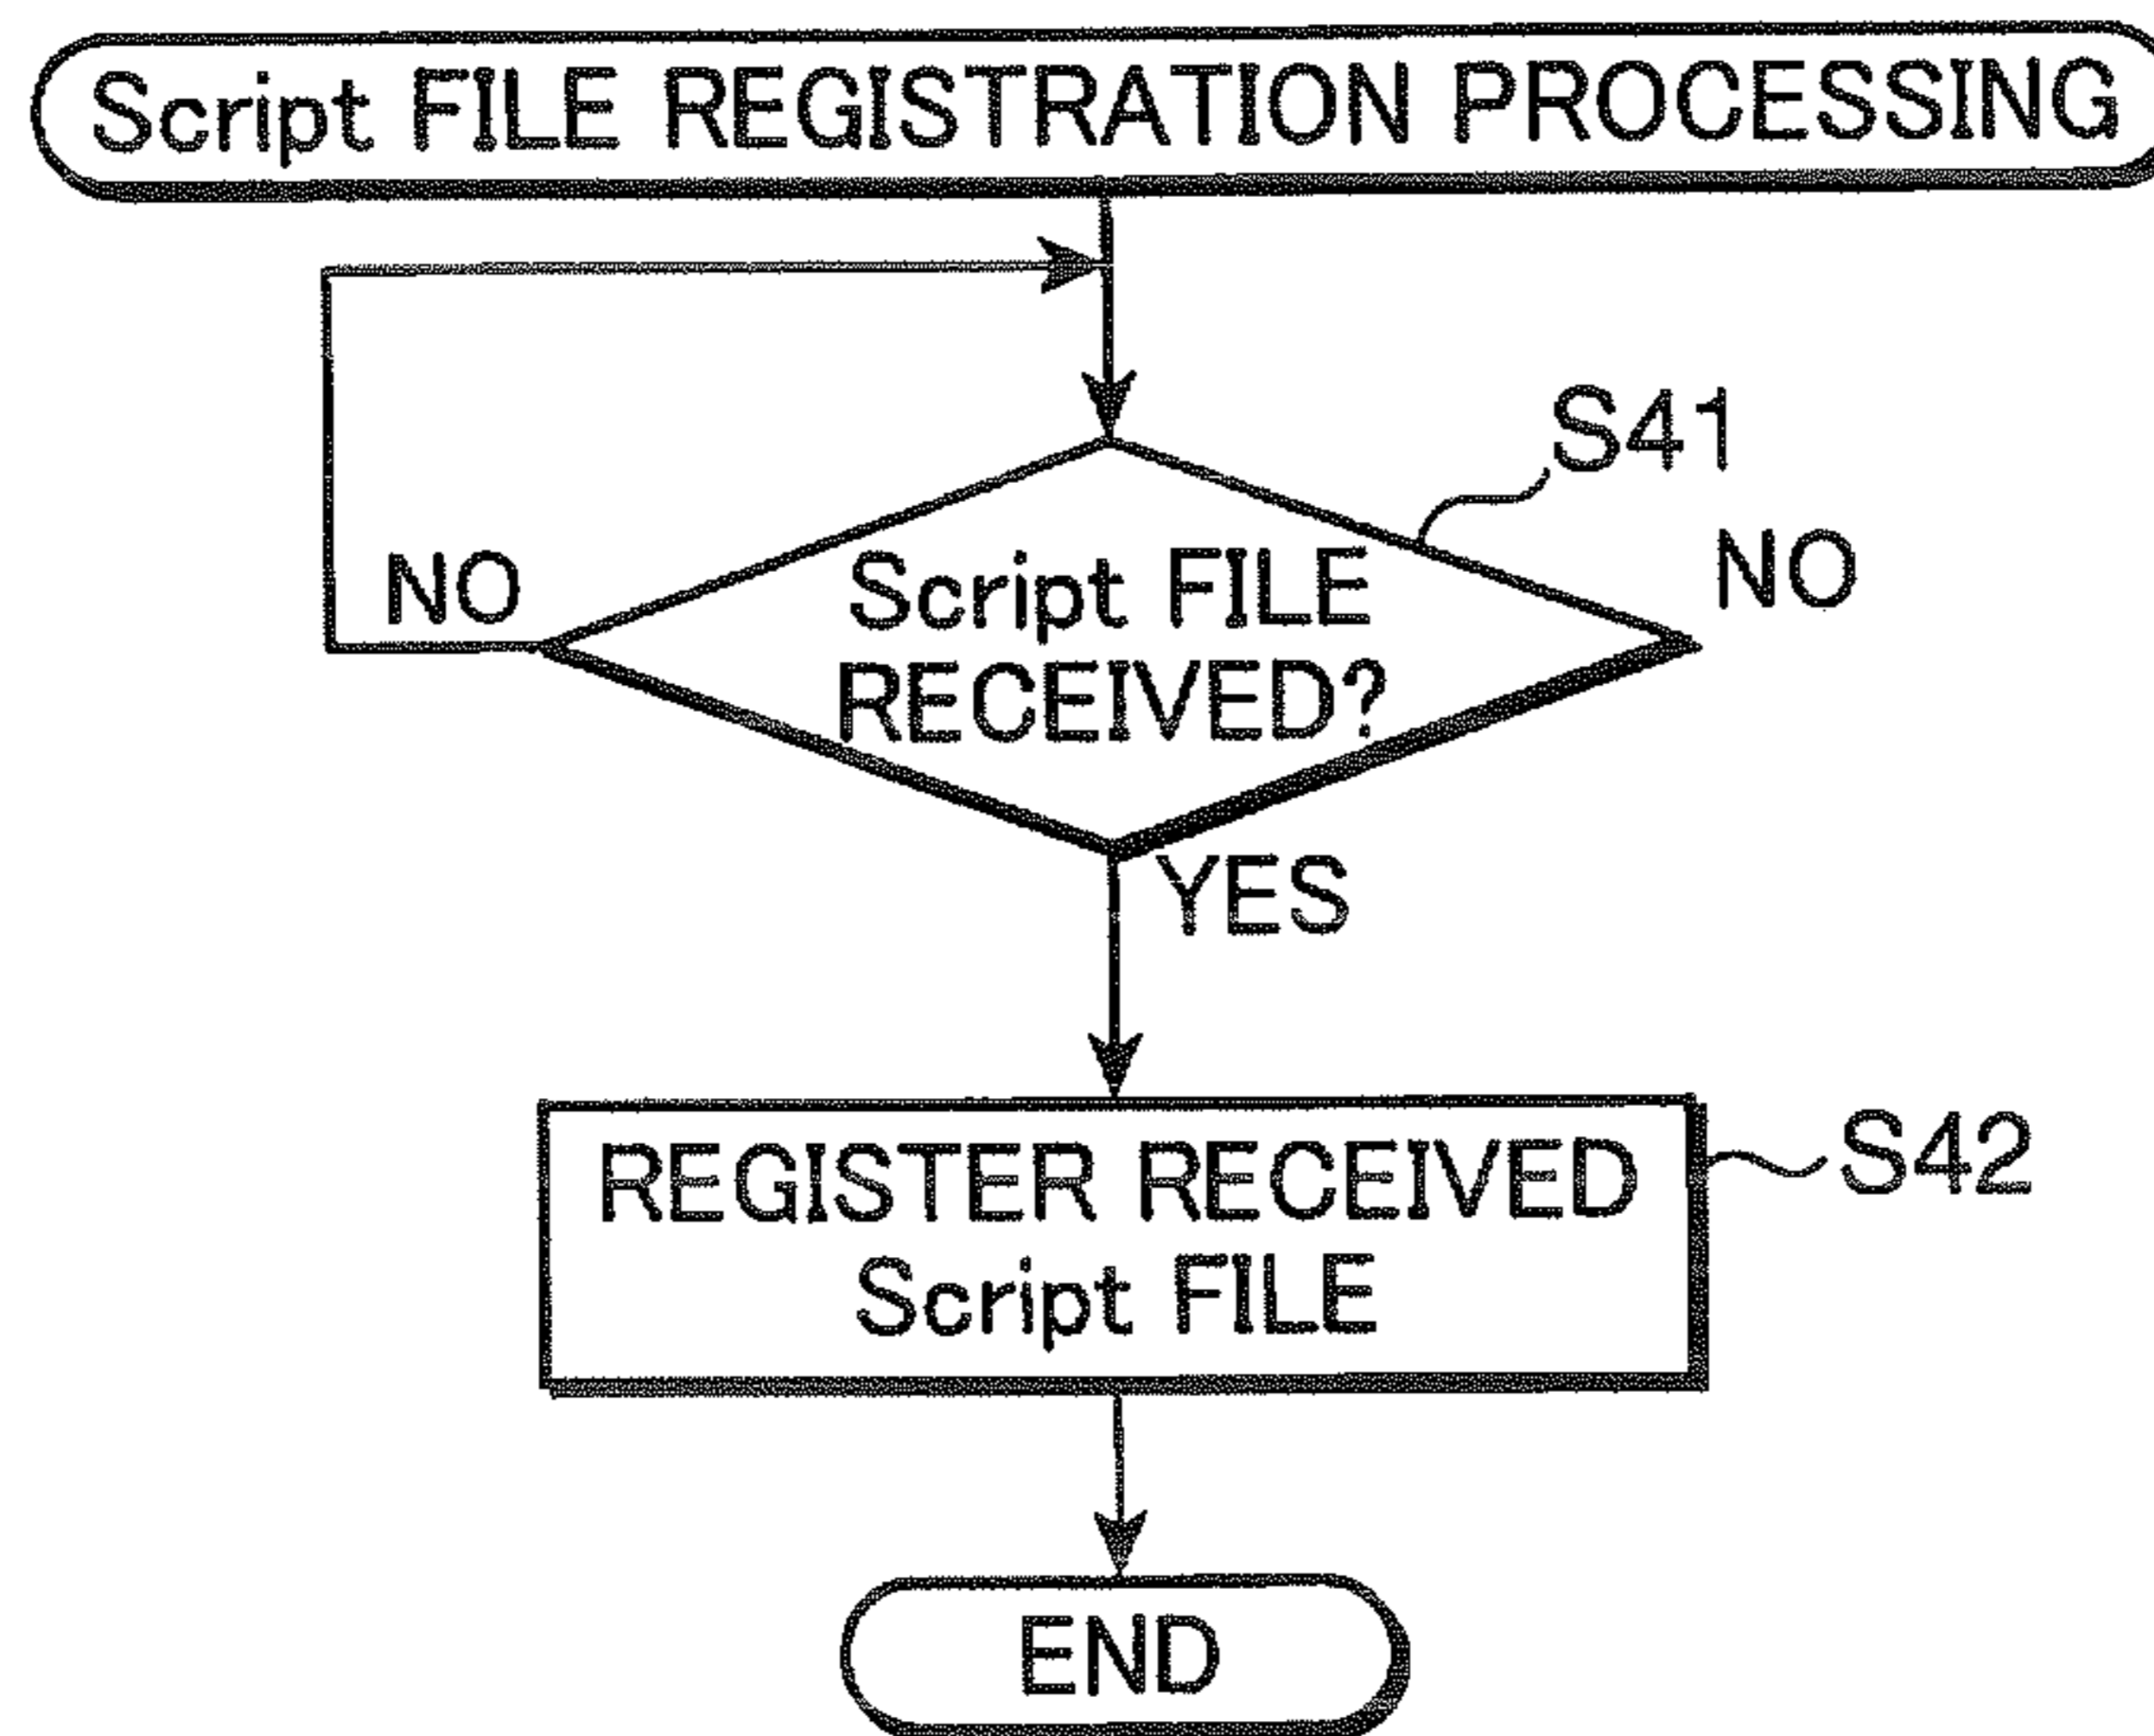 Script FILE REGISTRATION PROCESSING
S41
NO
Script FILE
RECEIVED?
NO
YES
REGISTER RECEIVED
Script FILE
S42
END